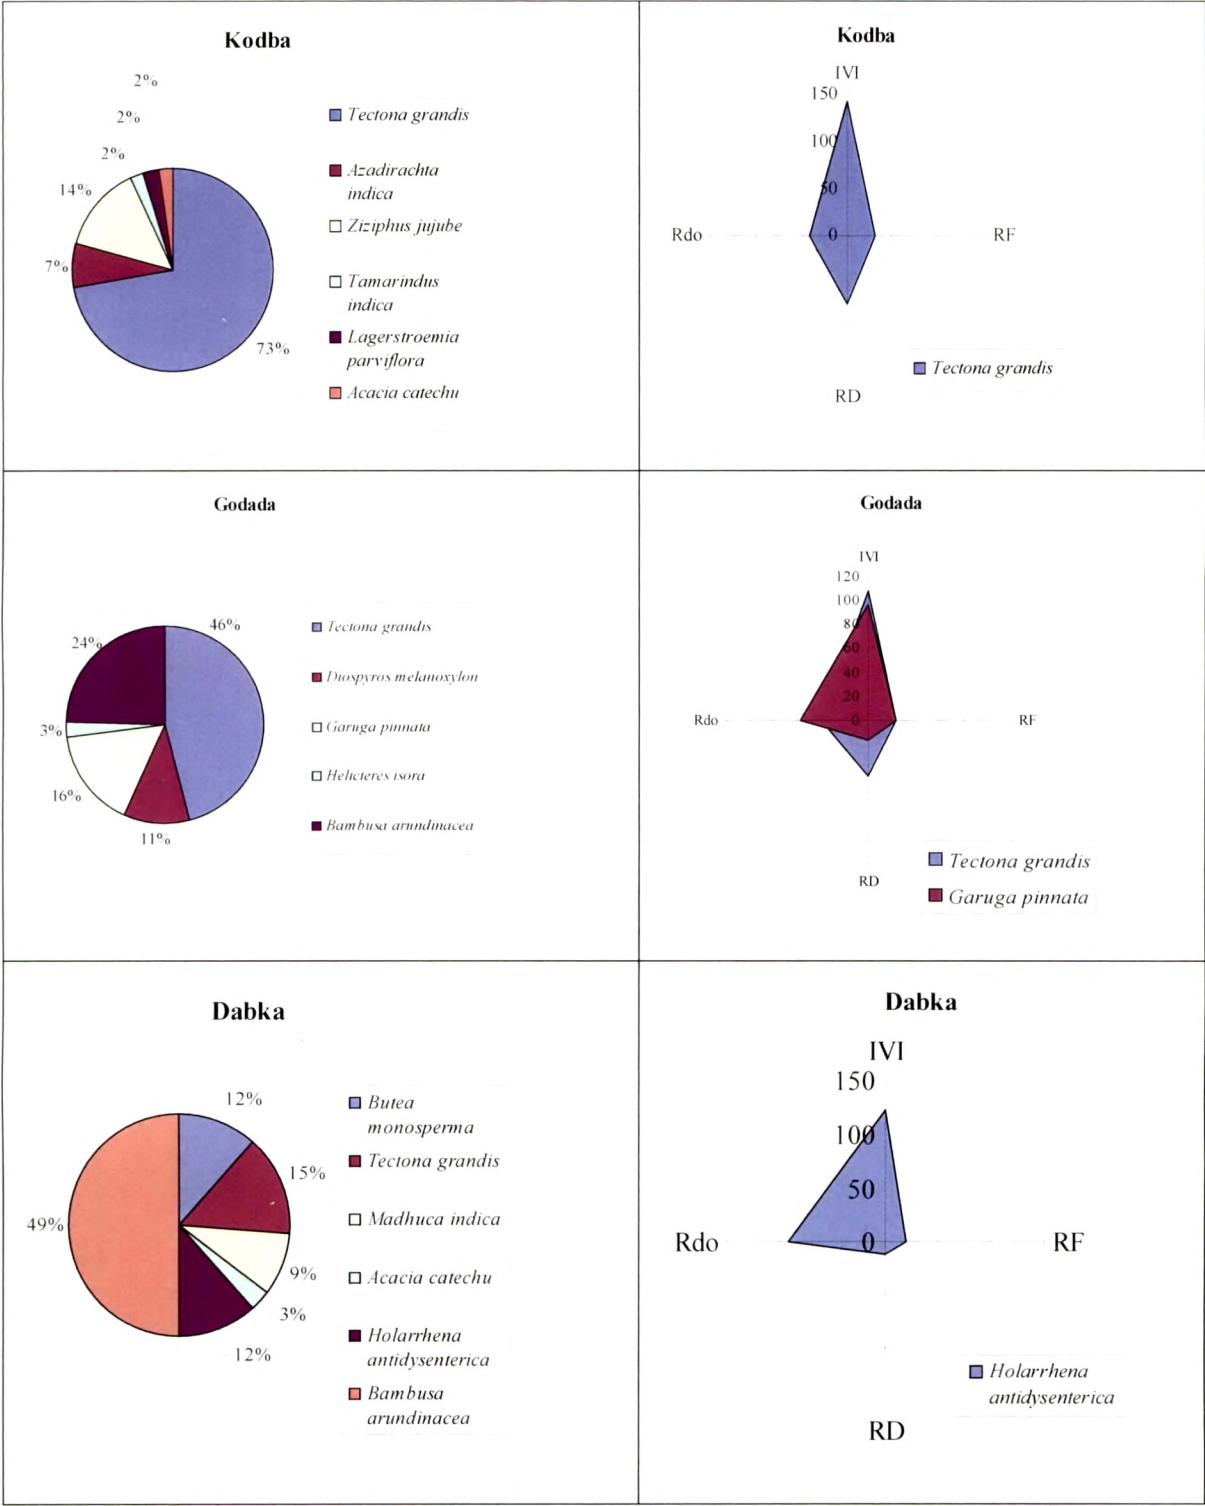 Kodba
2%
2%
2%
14%
7%
73%
Tectona grandis
Azadirachta
indica
Ziziphus jujube
Tamarindus
indica
Lagerstroemia
parviflora
Acacia catechu
Kodba
IVI
150
100
50
0
Rdo
RF
RD
Tectona grandis
Godada
46%
24%
3%
16%
11%
Tectona grandis
Diospyros melanoxylon
Garuga pinnata
Helicteres isora
Bambusa arundinacea
Godada
IVI
120
100
80
60
40
20
0
Rdo
RF
RD
Tectona grandis
Garuga pinnata
Dabka
12%
15%
49%
9%
3%
12%
Butea
monosperma
Tectona grandis
Madhuca indica
Acacia catechu
Holarrhena
antidysenterica
Bambusa
arundinacea
Dabka
IVI
150
100
50
0
Rdo
RF
RD
Holarrhena
antidysenterica